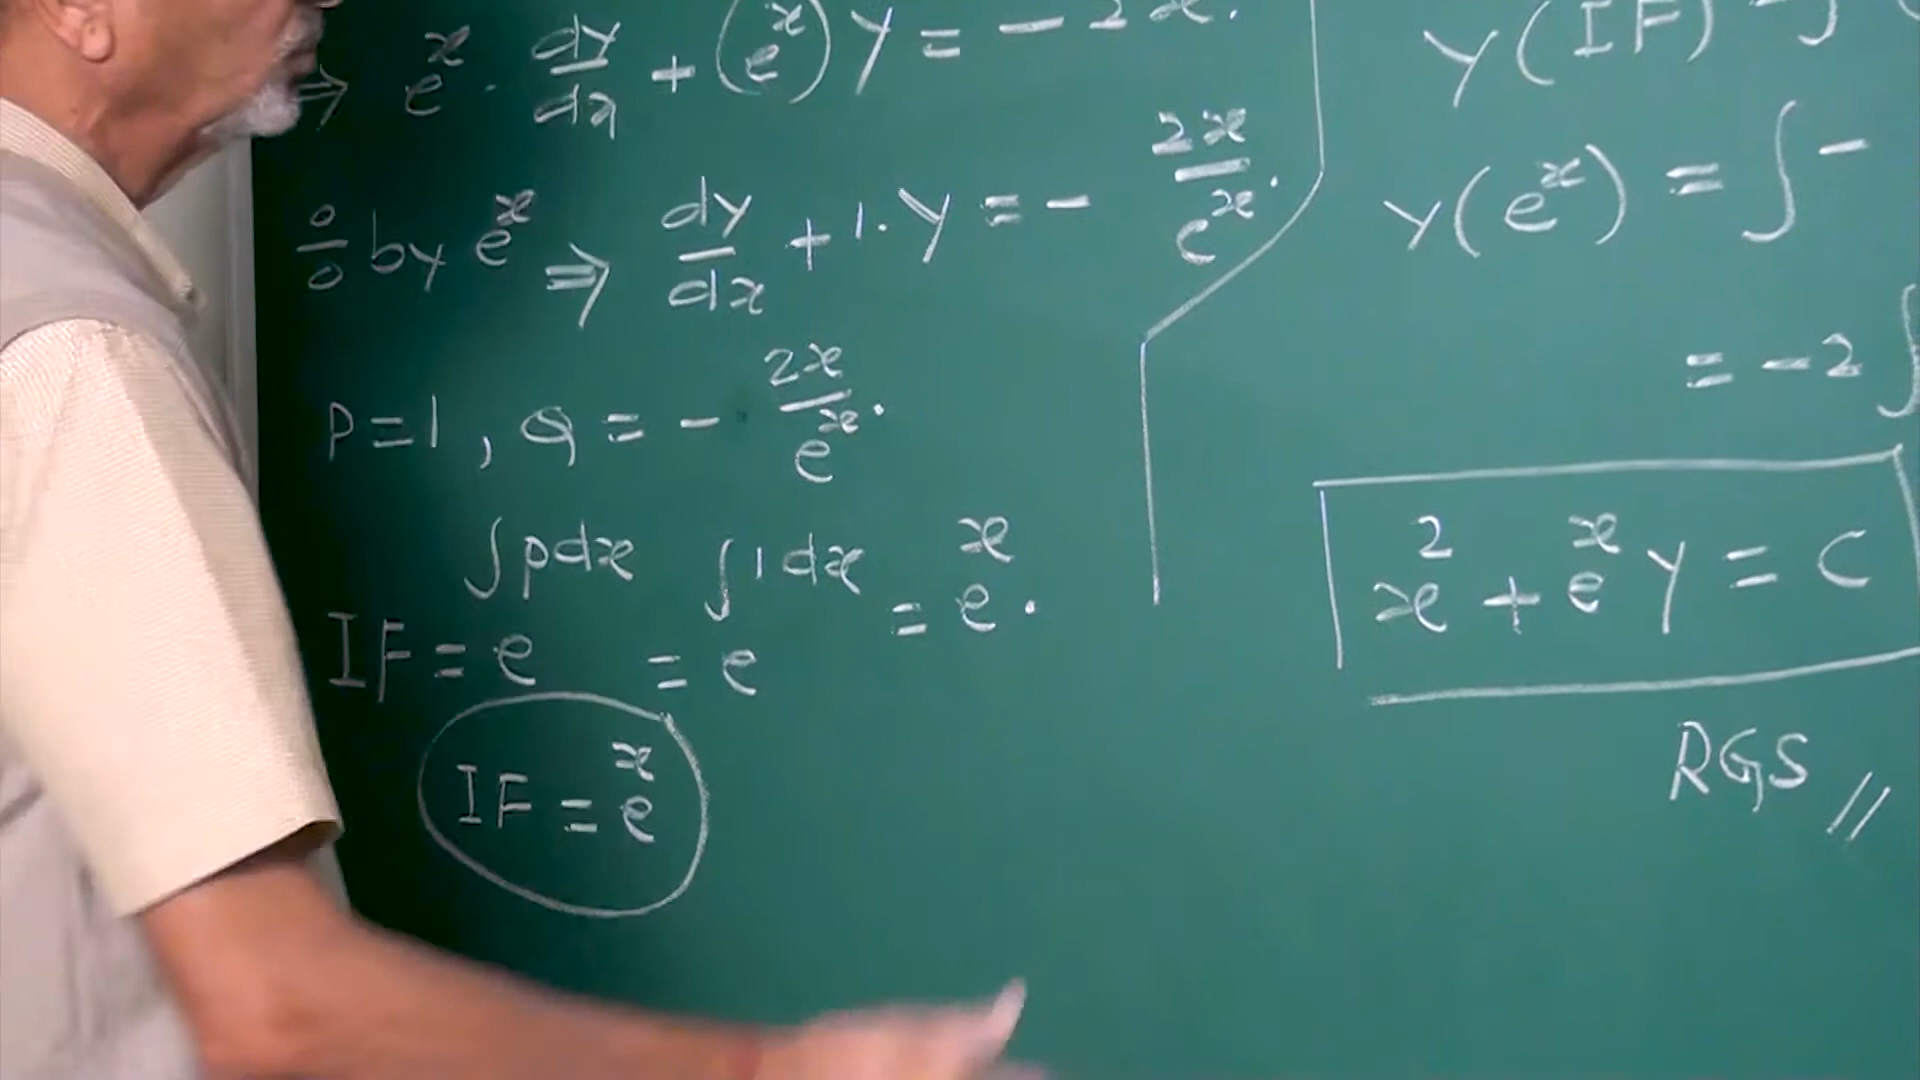 ⇒ e^x · dy/dx + (e^x) y = - 2x.
÷ by e^x ⇒ dy/dx + 1. y = - 2x/e^x.
P = 1, Q = - 2x/e^x.
IF = e^∫pdx = e^∫1dx = e^x.
IF = e^x
y(IF) = ∫
y(e^x) = ∫ -
= -2 ∫
x^2 + e^x y = C
RGS //